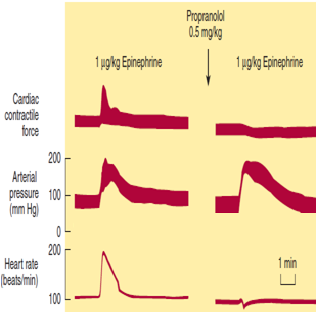 Propranolol
0.5 mg/kg
1 µg/kg Epinephrine
1 µg/kg Epinephrine
Cardiac
contractile
force
200
Arterial
pressure
(mm Hg)
100
0
200
Heart rate
(beats/min)
100
1 min